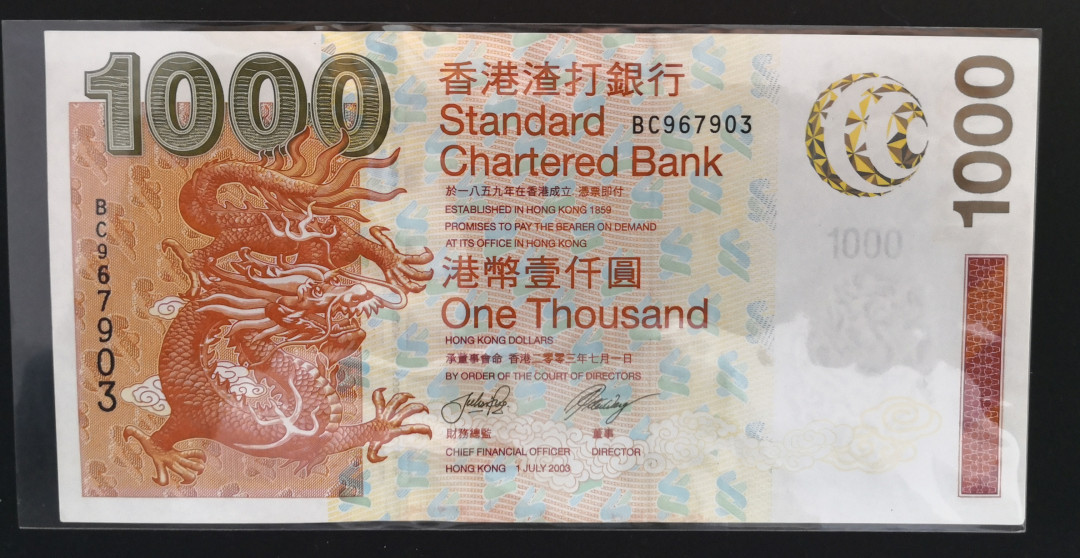 1000
香港渣打銀行
Standard
BC967903
Chartered Bank
於一八五九年在香港成立 憑票即付
ESTABLISHED IN HONG KONG 1859
PROMISES TO PAY THE BEARER ON DEMAND
AT ITS OFFICE IN HONG KONG
港幣壹仟圓
One Thousand
HONG KONG DOLLARS
承董事會命 香港 二零零三年七月一日
BY ORDER OF THE COURT OF DIRECTORS
財務總監 董事
CHIEF FINANCIAL OFFICER DIRECTOR
HONG KONG 1 JULY 2003
BC967903
1000
1000